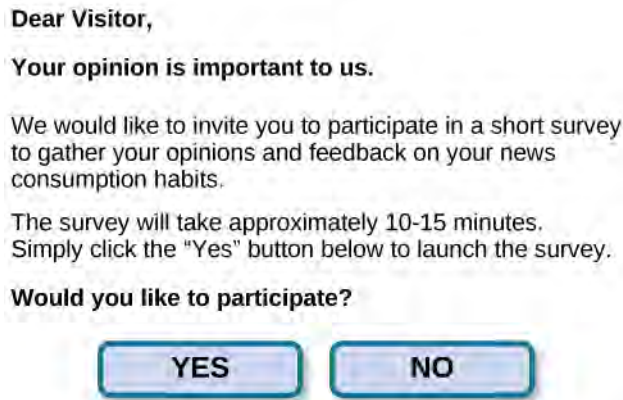 Dear Visitor,
Your opinion is important to us.
We would like to invite you to participate in a short survey
to gather your opinions and feedback on your news
consumption habits.
The survey will take approximately 10-15 minutes.
Simply click the “Yes” button below to launch the survey.
Would you like to participate?
YES NO